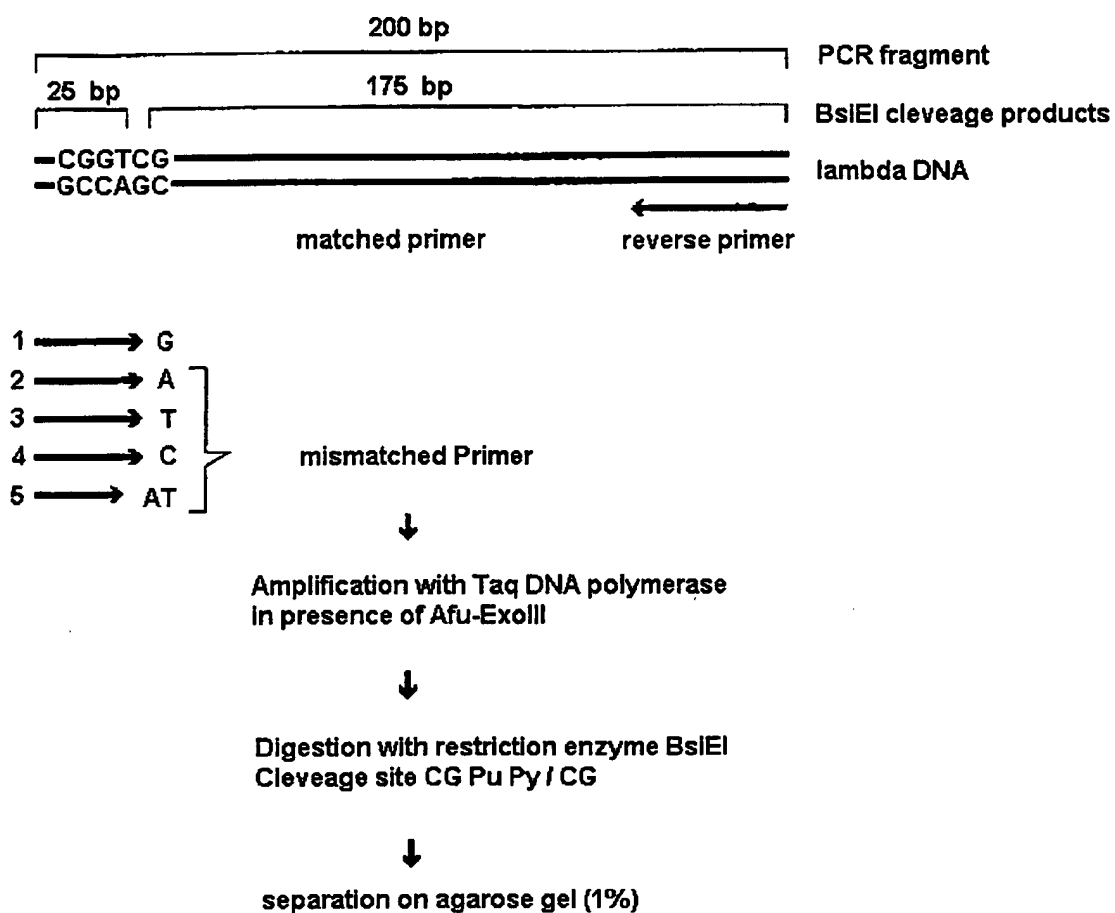 200 bp
PCR fragment
25 bp
175 bp
BsiEI cleveage products
CGGTCG
GCCAGC
lambda DNA
matched primer
reverse primer
1 G
2 A
3 T
4 C
5 AT
mismatched Primer
Amplification with Taq DNA polymerase
in presence of Afu-ExoIII
Digestion with restriction enzyme BsiEI
Cleveage site CG Pu Py / CG
separation on agarose gel (1%)